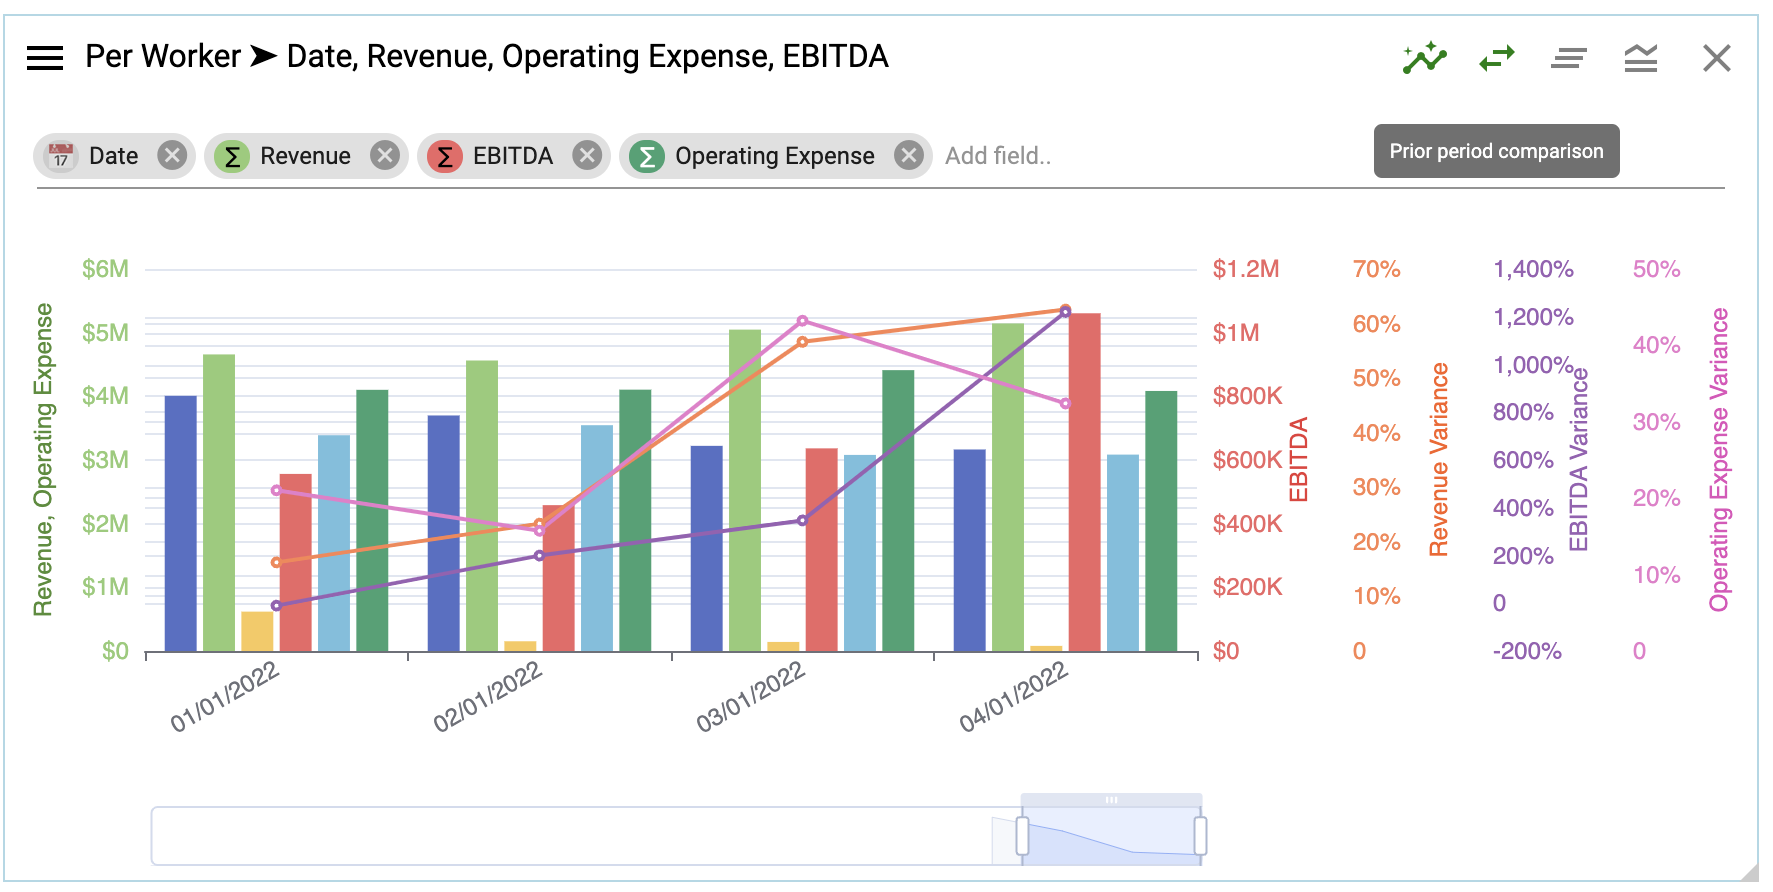 Per Worker ➤ Date, Revenue, Operating Expense, EBITDA
17 Date Σ Revenue Σ EBITDA Σ Operating Expense Add field..
Prior period comparison
Revenue, Operating Expense
$6M
$5M
$4M
$3M
$2M
$1M
$0
01/01/2022
02/01/2022
03/01/2022
04/01/2022
$1.2M
$1M
$800K
$600K
$400K
$200K
$0
EBITDA
70%
60%
50%
40%
30%
20%
10%
0
Revenue Variance
1,400%
1,200%
1,000%
800%
600%
400%
200%
0
-200%
EBITDA Variance
50%
40%
30%
20%
10%
0
Operating Expense Variance